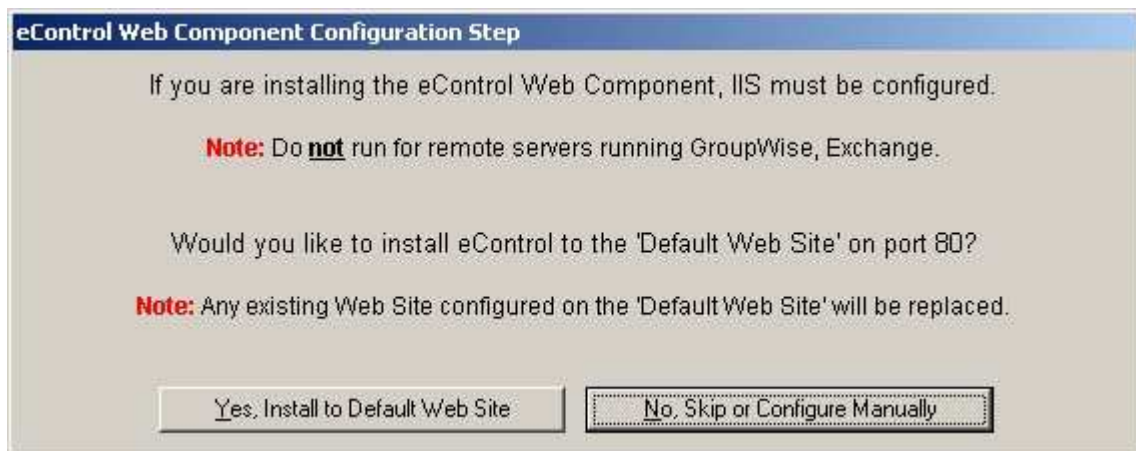 eControl Web Component Configuration Step
If you are installing the eControl Web Component, IIS must be configured.
Note: Do not run for remote servers running GroupWise, Exchange.
Would you like to install eControl to the 'Default Web Site' on port 80?
Note: Any existing Web Site configured on the 'Default Web Site' will be replaced.
Yes, Install to Default Web Site
No, Skip or Configure Manually